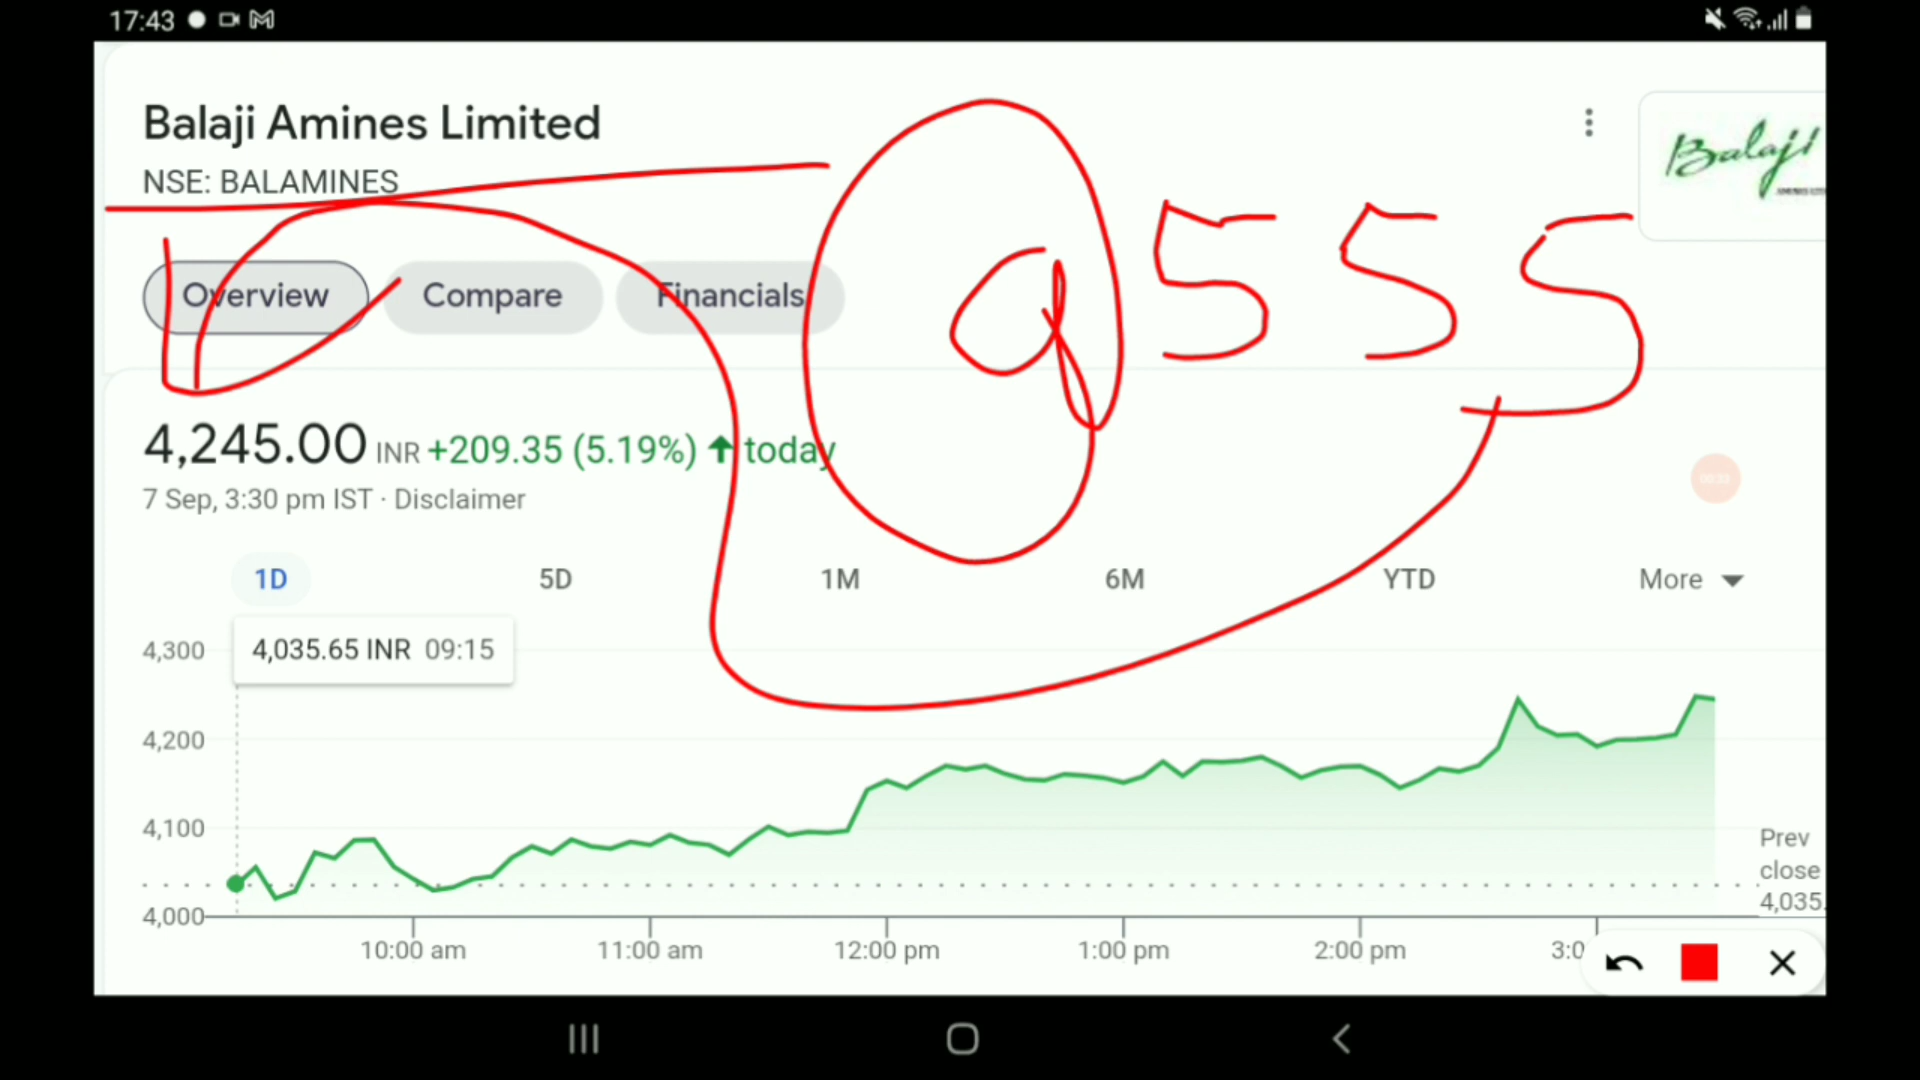 17:43
Balaji Amines Limited
NSE: BALAMINES
Balaji
9555
Overview Compare Financials
4,245.00 INR +209.35 (5.19%) ↑ today
7 Sep, 3:30 pm IST · Disclaimer
1D 5D 1M 6M YTD More
4,035.65 INR 09:15
4,300
4,200
4,100
4,000
Prev
close
4,035.
10:00 am 11:00 am 12:00 pm 1:00 pm 2:00 pm 3:0